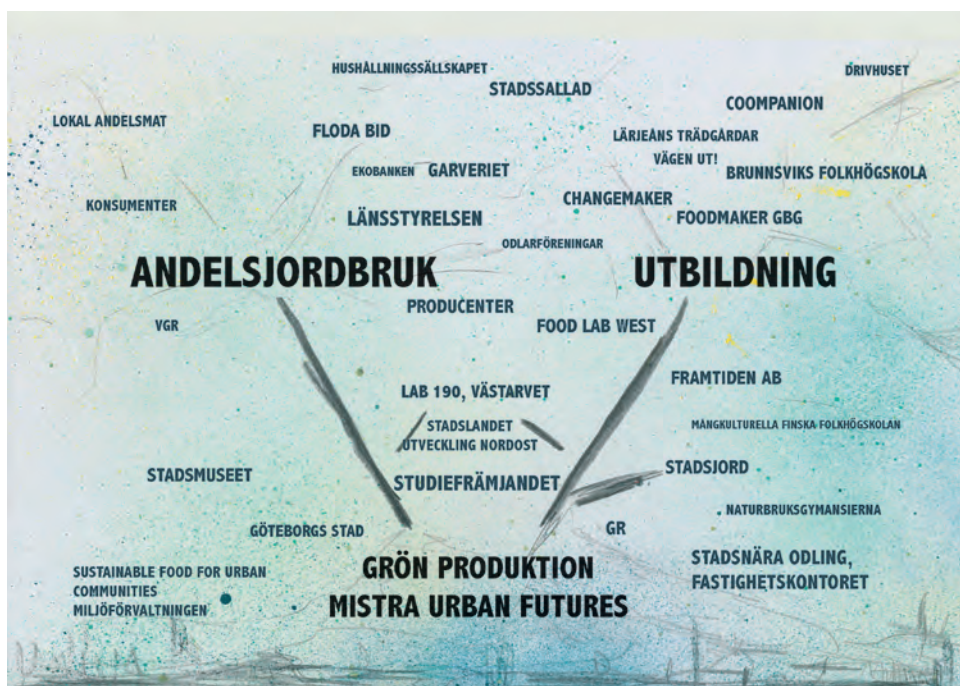 HUSHÅLLNINGSSÄLLSKAPET
DRIVHUSET
STADSSALLAD
COOMPANION
LOKAL ANDELSMAT
FLODA BID
LÄRJEÅNS TRÄDGÅRDAR
VÄGEN UT!
EKOBANKEN
GARVERIET
BRUNNSVIKS FOLKHÖGSKOLA
KONSUMENTER
CHANGEMAKER
LÄNSSTYRELSEN
FOODMAKER GBG
ODLARFÖRENINGAR
ANDELSJORDBRUK
UTBILDNING
PRODUCENTER
VGR
FOOD LAB WEST
FRAMTIDEN AB
LAB 190, VÄSTARVET
STADSLANDET
UTVECKLING NORDOST
MÅNGKULTURELLA FINSKA FOLKHÖGSKOLAN
STADSMUSEET
STADSJORD
STUDIEFRÄMJANDET
NATURBRUKSGYMANSIERNA
GÖTEBORGS STAD
GR
GRÖN PRODUKTION
MISTRA URBAN FUTURES
STADSNÄRA ODLING,
FASTIGHETSKONTORET
SUSTAINABLE FOOD FOR URBAN
COMMUNITIES
MILJÖFÖRVALTNINGEN